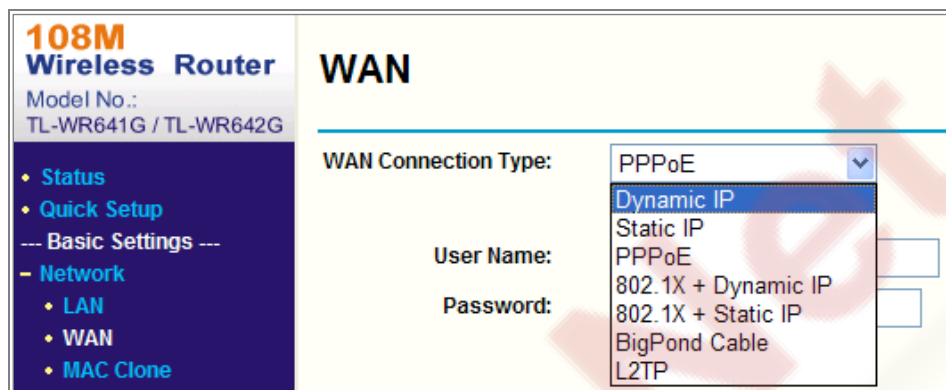 108M
Wireless Router
Model No.:
TL-WR641G / TL-WR642G
• Status
• Quick Setup
--- Basic Settings ---
– Network
• LAN
• WAN
• MAC Clone
WAN
WAN Connection Type:
PPPoE
Dynamic IP
Static IP
PPPoE
802.1X + Dynamic IP
802.1X + Static IP
BigPond Cable
L2TP
User Name:
Password: